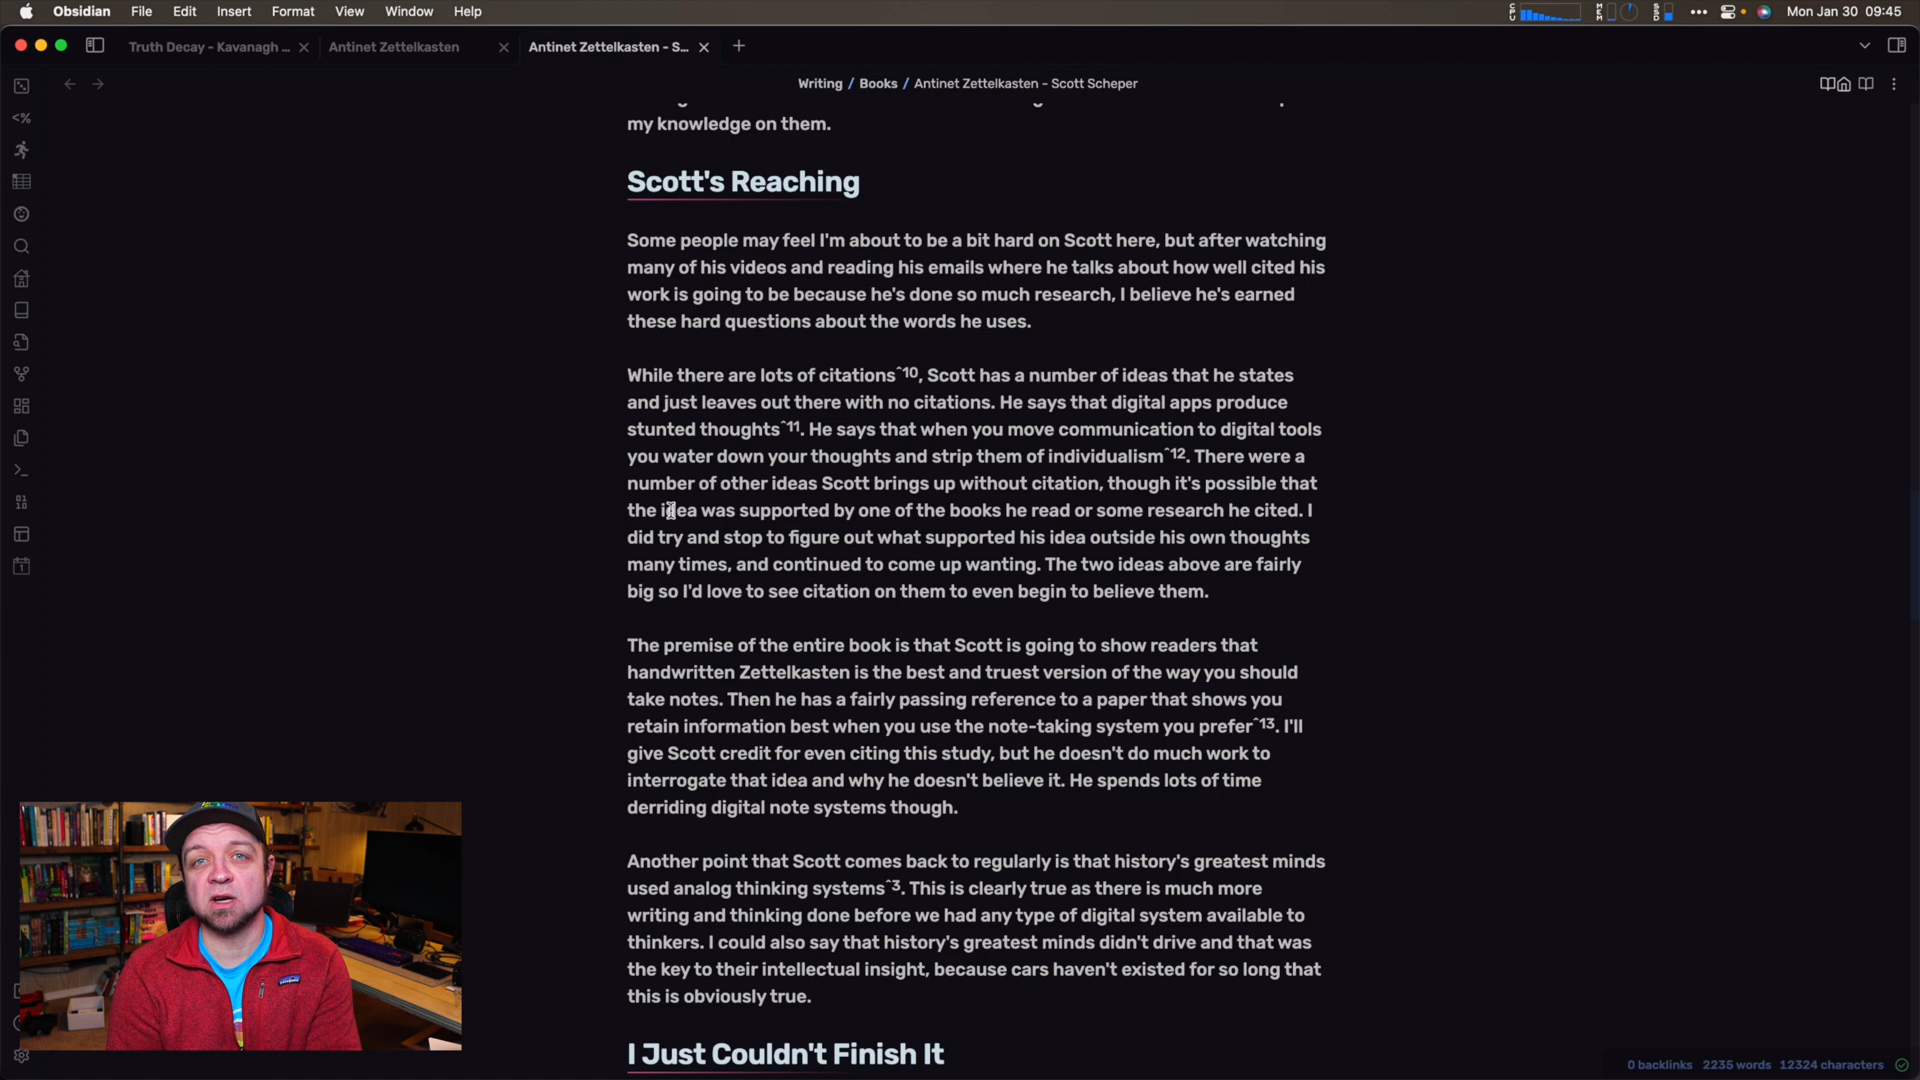 Obsidian File Edit Insert Format View Window Help
CPU MEM SSD Mon Jan 30 09:45
Truth Decay - Kavanagh ... Antinet Zettelkasten Antinet Zettelkasten - S...
Writing / Books / Antinet Zettelkasten - Scott Scheper
my knowledge on them.
Scott's Reaching
Some people may feel I'm about to be a bit hard on Scott here, but after watching
many of his videos and reading his emails where he talks about how well cited his
work is going to be because he's done so much research, I believe he's earned
these hard questions about the words he uses.
While there are lots of citations^10, Scott has a number of ideas that he states
and just leaves out there with no citations. He says that digital apps produce
stunted thoughts^11. He says that when you move communication to digital tools
you water down your thoughts and strip them of individualism^12. There were a
number of other ideas Scott brings up without citation, though it's possible that
the idea was supported by one of the books he read or some research he cited. I
did try and stop to figure out what supported his idea outside his own thoughts
many times, and continued to come up wanting. The two ideas above are fairly
big so I'd love to see citation on them to even begin to believe them.
The premise of the entire book is that Scott is going to show readers that
handwritten Zettelkasten is the best and truest version of the way you should
take notes. Then he has a fairly passing reference to a paper that shows you
retain information best when you use the note-taking system you prefer^13. I'll
give Scott credit for even citing this study, but he doesn't do much work to
interrogate that idea and why he doesn't believe it. He spends lots of time
derriding digital note systems though.
Another point that Scott comes back to regularly is that history's greatest minds
used analog thinking systems^3. This is clearly true as there is much more
writing and thinking done before we had any type of digital system available to
thinkers. I could also say that history's greatest minds didn't drive and that was
the key to their intellectual insight, because cars haven't existed for so long that
this is obviously true.
I Just Couldn't Finish It
0 backlinks 2235 words 12324 characters
patagonia